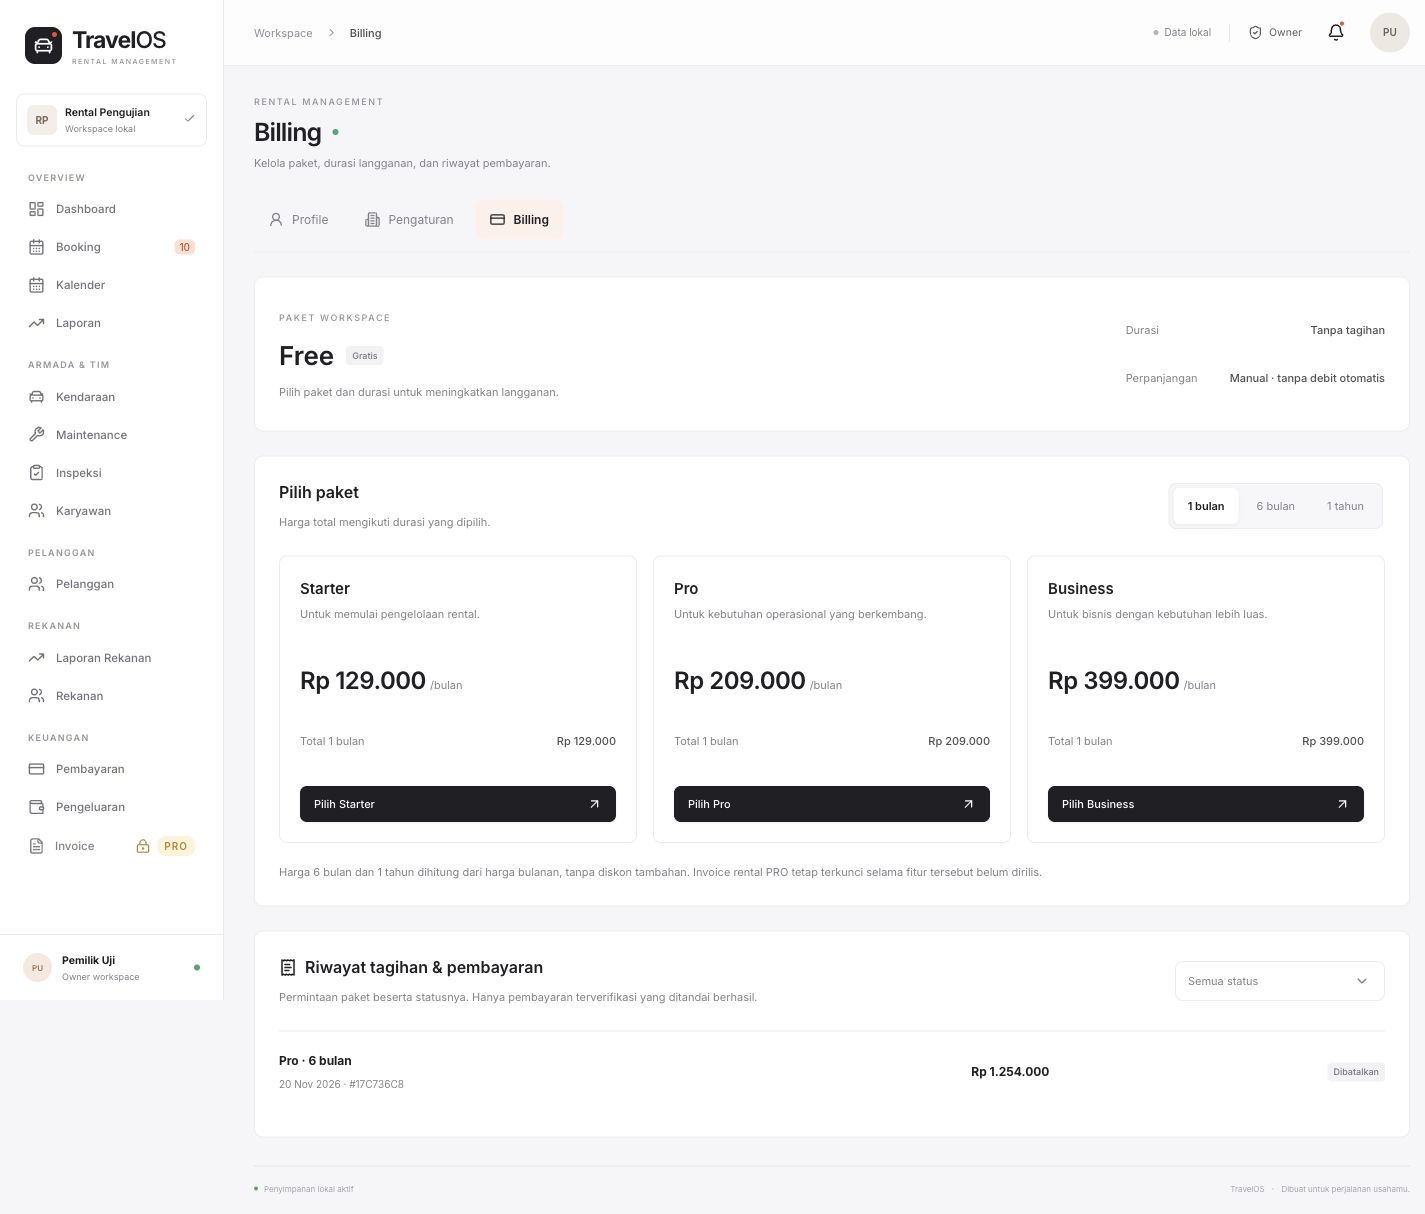 TravelOS
RENTAL MANAGEMENT
RP
Rental Pengujian
Workspace lokal
OVERVIEW
Dashboard
Booking 10
Kalender
Laporan
ARMADA & TIM
Kendaraan
Maintenance
Inspeksi
Karyawan
PELANGGAN
Pelanggan
REKANAN
Laporan Rekanan
Rekanan
KEUANGAN
Pembayaran
Pengeluaran
Invoice PRO
PU
Pemilik Uji
Owner workspace
Workspace > Billing
Data lokal Owner PU
RENTAL MANAGEMENT
Billing
Kelola paket, durasi langganan, dan riwayat pembayaran.
Profile Pengaturan Billing
PAKET WORKSPACE
Free Gratis
Pilih paket dan durasi untuk meningkatkan langganan.
Durasi Tanpa tagihan
Perpanjangan Manual · tanpa debit otomatis
Pilih paket
Harga total mengikuti durasi yang dipilih.
1 bulan 6 bulan 1 tahun
Starter
Untuk memulai pengelolaan rental.
Rp 129.000 /bulan
Total 1 bulan Rp 129.000
Pilih Starter
Pro
Untuk kebutuhan operasional yang berkembang.
Rp 209.000 /bulan
Total 1 bulan Rp 209.000
Pilih Pro
Business
Untuk bisnis dengan kebutuhan lebih luas.
Rp 399.000 /bulan
Total 1 bulan Rp 399.000
Pilih Business
Harga 6 bulan dan 1 tahun dihitung dari harga bulanan, tanpa diskon tambahan. Invoice rental PRO tetap terkunci selama fitur tersebut belum dirilis.
Riwayat tagihan & pembayaran
Permintaan paket beserta statusnya. Hanya pembayaran terverifikasi yang ditandai berhasil.
Semua status
Pro · 6 bulan
20 Nov 2026 · #17C736C8
Rp 1.254.000
Dibatalkan
Penyimpanan lokal aktif
TravelOS · Dibuat untuk perjalanan usahamu.